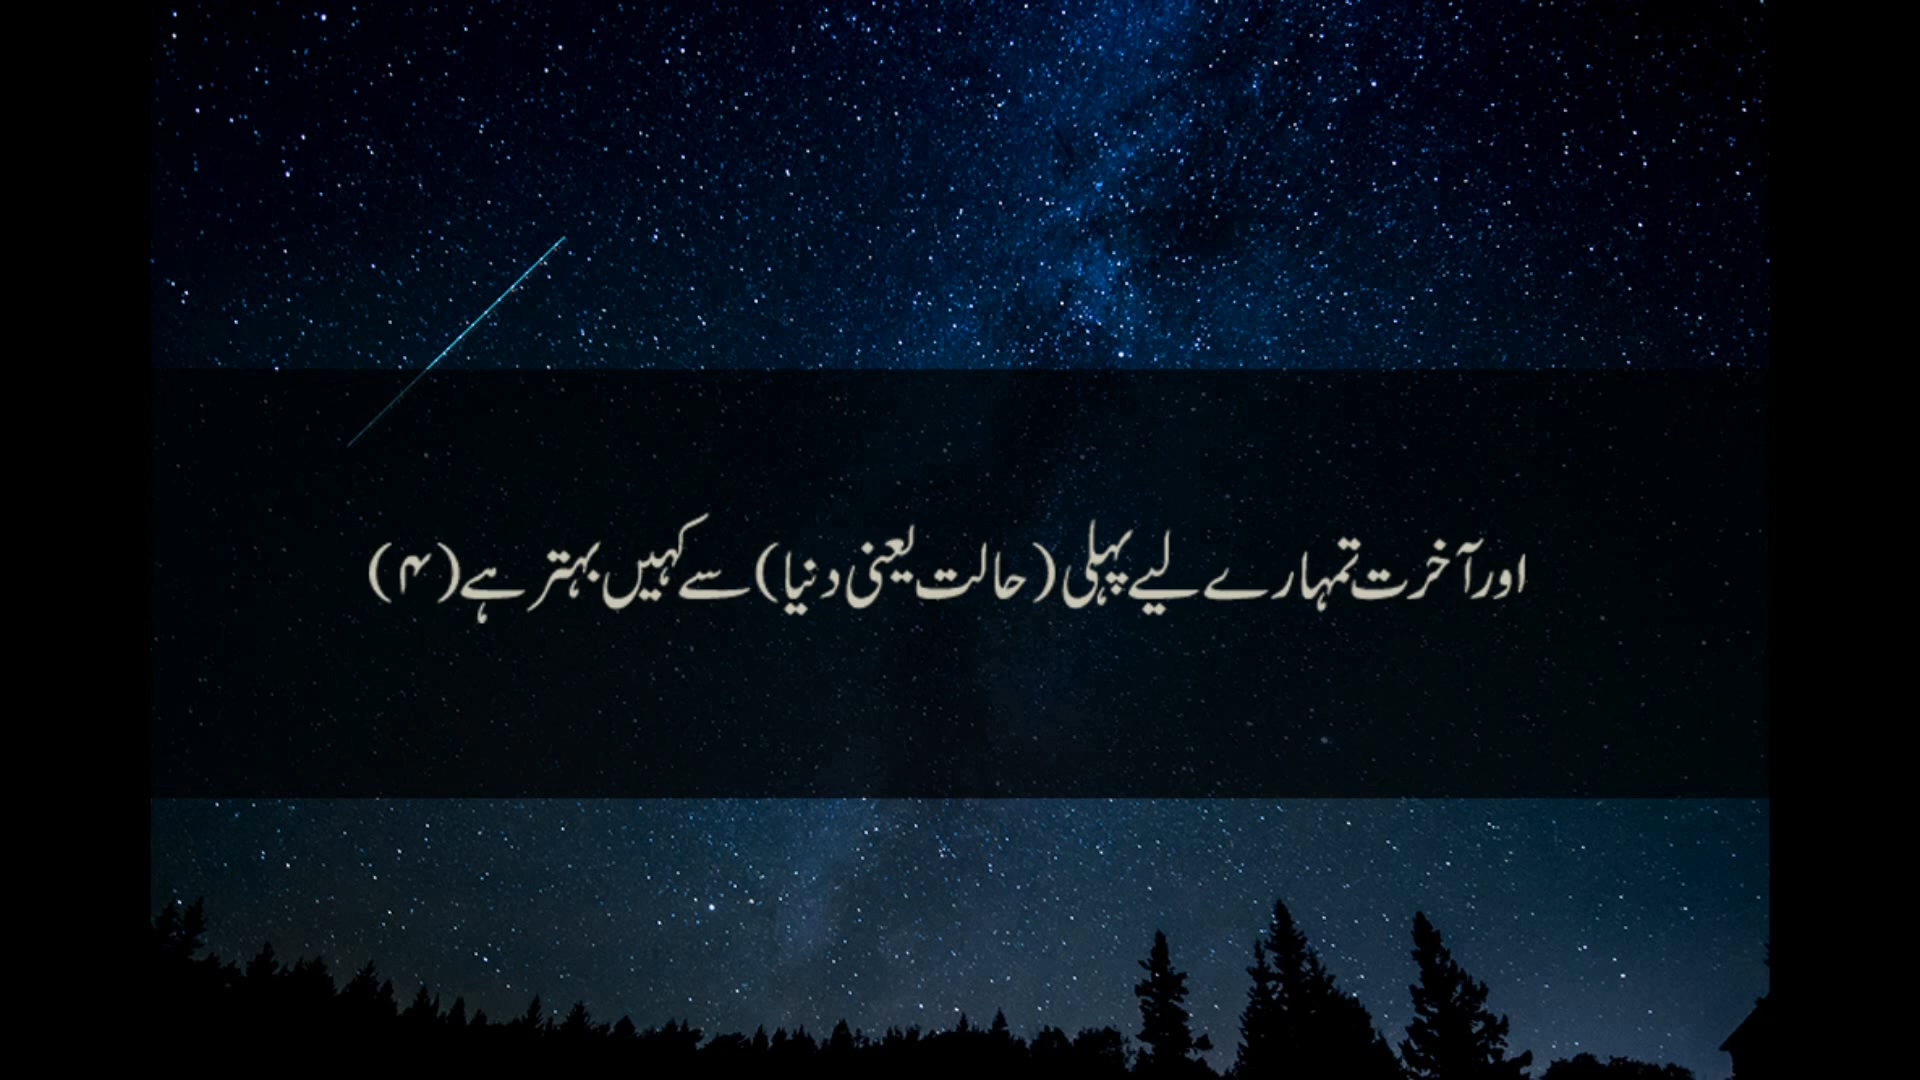 اور آخرت تمہارے لیے پہلی (حالت یعنی دنیا) سے کہیں بہتر ہے (۴)